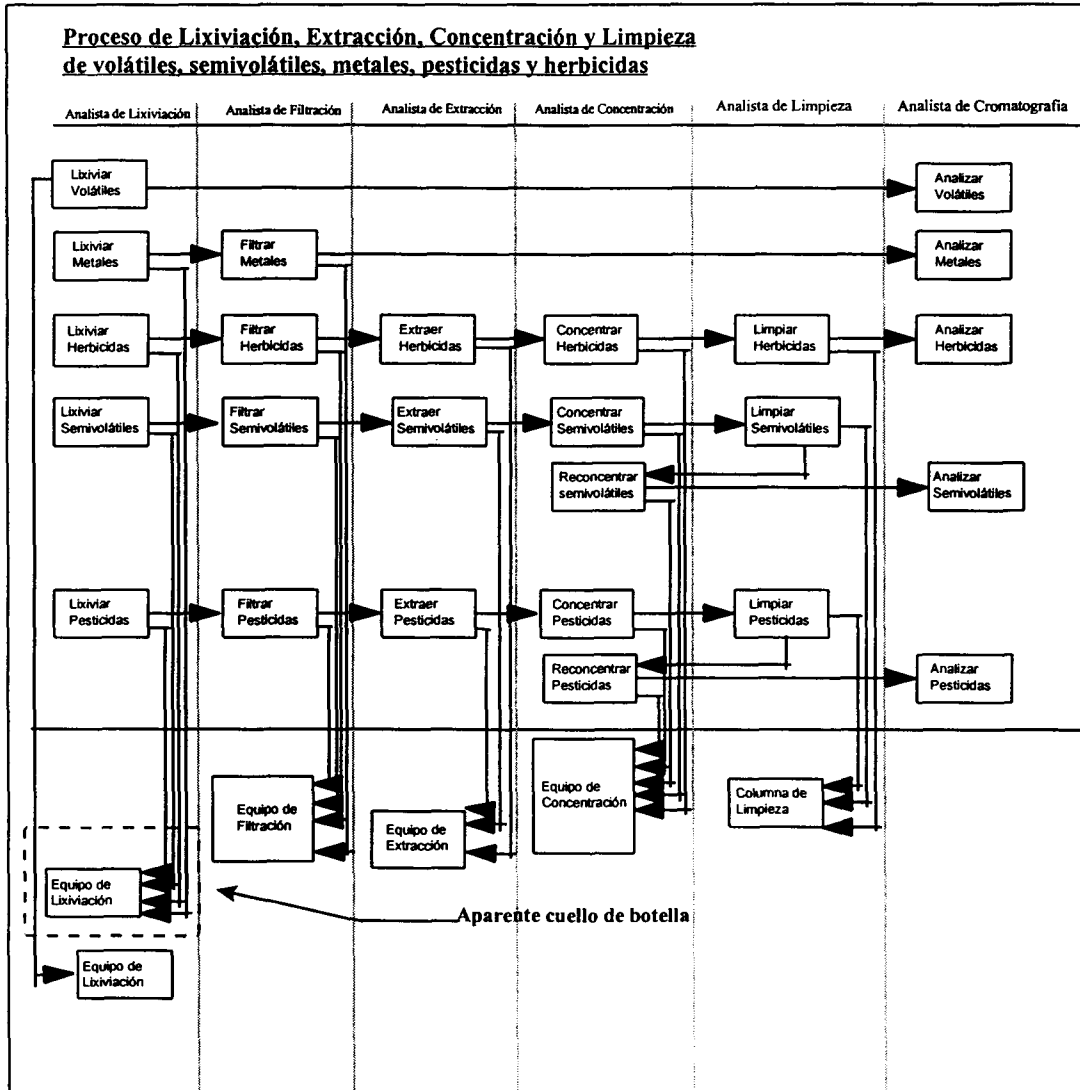 Proceso de Lixiviación, Extracción, Concentración y Limpieza
de volátiles, semivolátiles, metales, pesticidas y herbicidas
Analista de Lixiviación
Analista de Filtración
Analista de Extracción
Analista de Concentración
Analista de Limpieza
Analista de Cromatografia
Lixiviar
Volátiles
Analizar
Volátiles
Lixiviar
Metales
Filtrar
Metales
Analizar
Metales
Lixiviar
Herbicidas
Filtrar
Herbicidas
Extraer
Herbicidas
Concentrar
Herbicidas
Limpiar
Herbicidas
Analizar
Herbicidas
Lixiviar
Semivolátiles
Filtrar
Semivolátiles
Extraer
Semivolátiles
Concentrar
Semivolátiles
Limpiar
Semivolátiles
Reconcentrar
semivolátiles
Analizar
Semivolátiles
Lixiviar
Pesticidas
Filtrar
Pesticidas
Extraer
Pesticidas
Concentrar
Pesticidas
Limpiar
Pesticidas
Reconcentrar
Pesticidas
Analizar
Pesticidas
Equipo de
Filtración
Equipo de
Extracción
Equipo de
Concentración
Columna de
Limpieza
Equipo de
Lixiviación
Aparente cuello de botella
Equipo de
Lixiviación